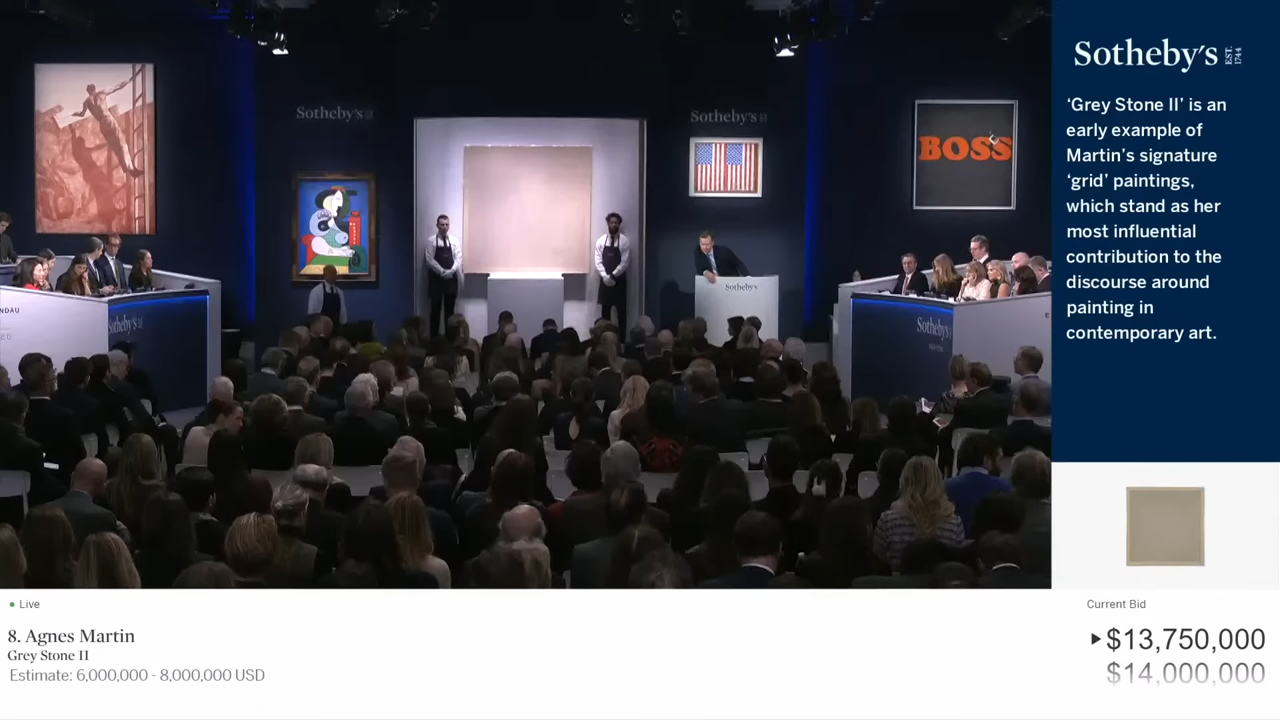 Sotheby's EST. 1744
'Grey Stone II' is an
early example of
Martin's signature
'grid' paintings,
which stand as her
most influential
contribution to the
discourse around
painting in
contemporary art.
Sotheby's
Sotheby's
BOSS
Sotheby's
Sotheby's
Sotheby's
NDAU
Live
8. Agnes Martin
Grey Stone II
Estimate: 6,000,000 - 8,000,000 USD
Current Bid
$13,750,000
$14,000,000